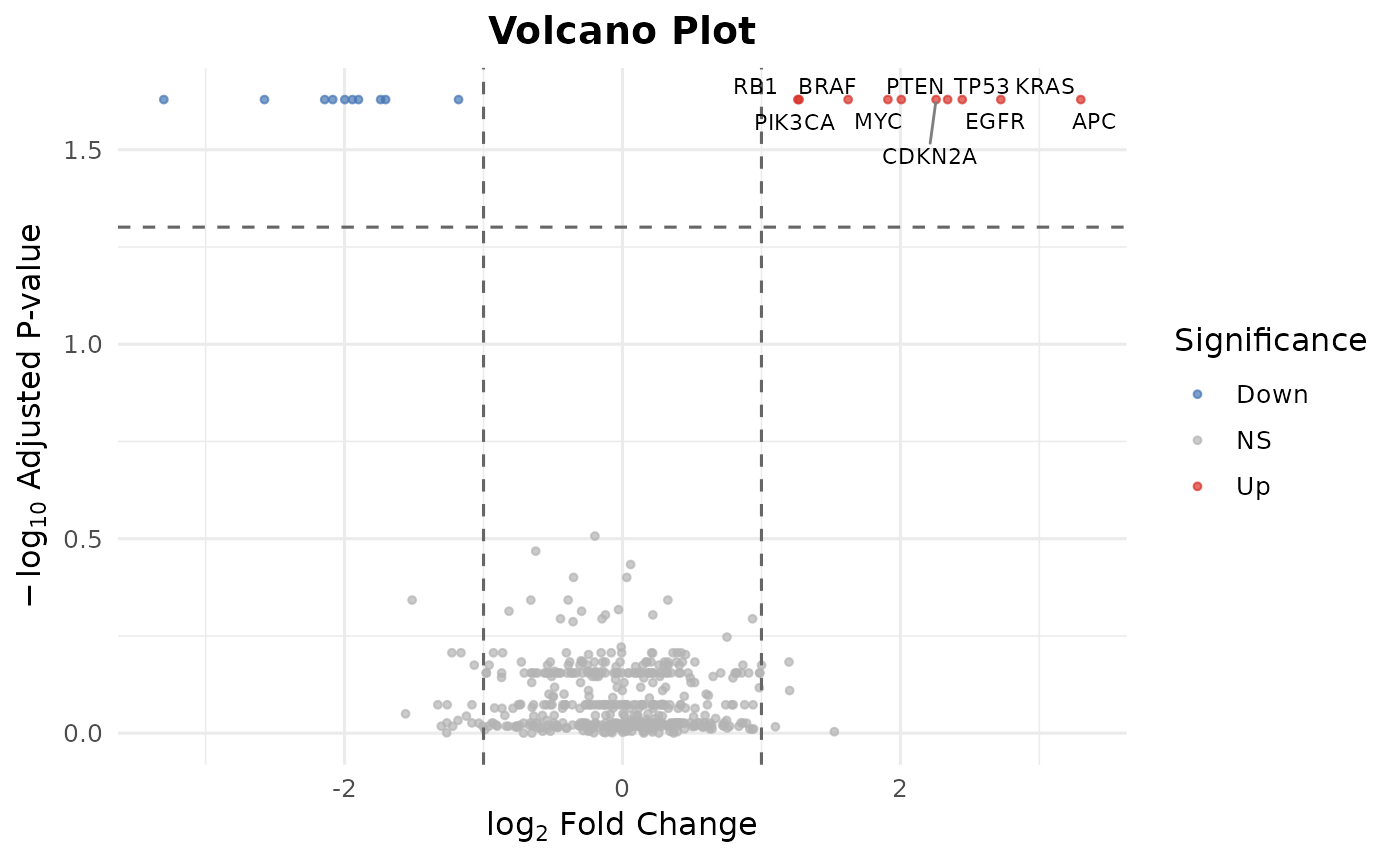 Volcano Plot
RB1 BRAF PTEN TP53 KRAS
PIK3CA MYC EGFR APC
CDKN2A
1.5
1.0
0.5
0.0
− log10 Adjusted P-value
-2 0 2
log2 Fold Change
Significance
Down
NS
Up